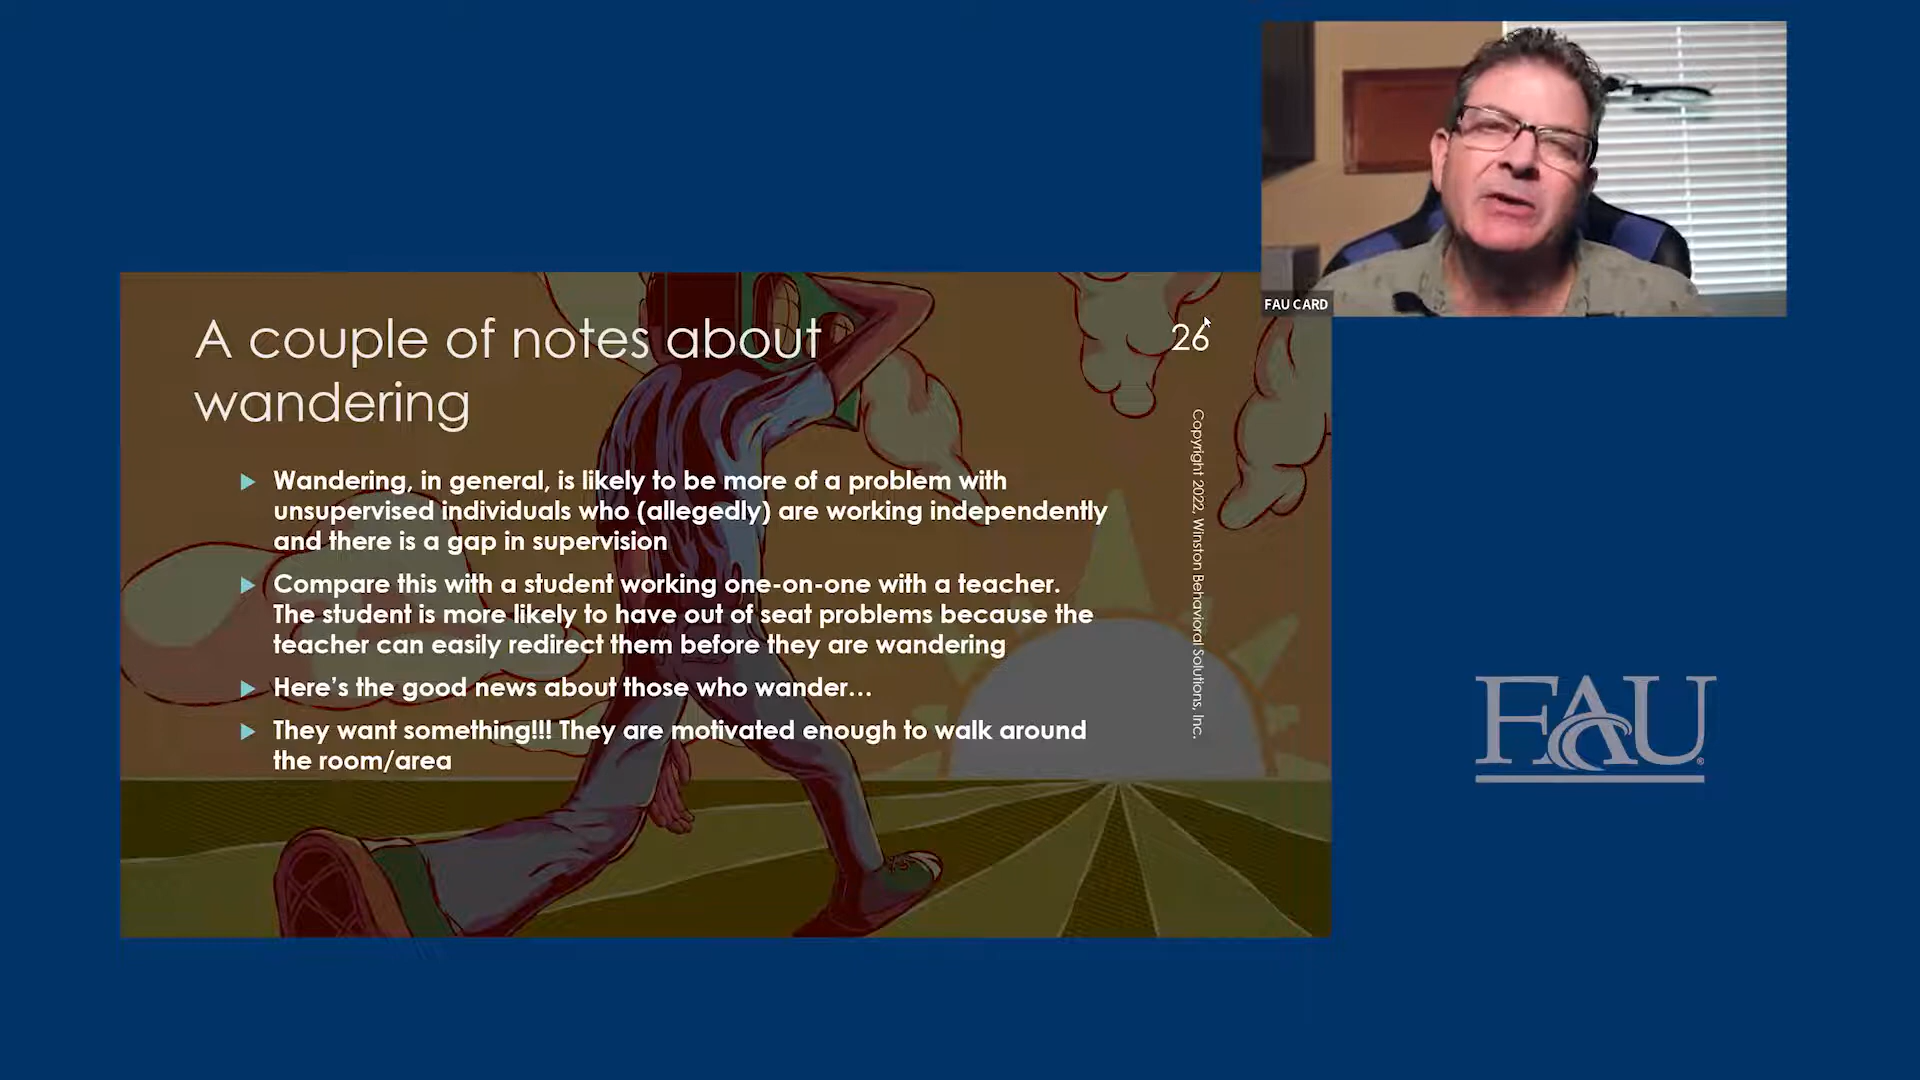 FAU CARD
A couple of notes about
wandering
26
Wandering, in general, is likely to be more of a problem with
unsupervised individuals who (allegedly) are working independently
and there is a gap in supervision
Compare this with a student working one-on-one with a teacher.
The student is more likely to have out of seat problems because the
teacher can easily redirect them before they are wandering
Here’s the good news about those who wander…
They want something!!! They are motivated enough to walk around
the room/area
Copyright 2022, Winston Behavioral Solutions, Inc.
FAU®